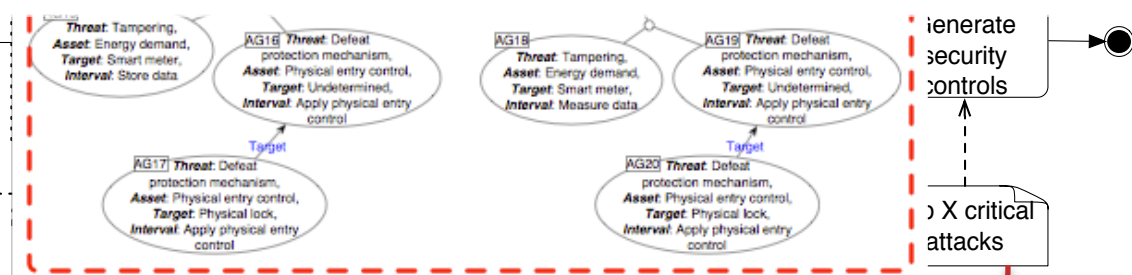 Threat: Tampering,
Asset: Energy demand,
Target: Smart meter,
Interval: Store data
AG16 Threat: Defeat
protection mechanism,
Asset: Physical entry control,
Target: Undetermined,
Interval: Apply physical entry
control
Target
AG17 Threat: Defeat
protection mechanism,
Asset: Physical entry control,
Target: Physical lock,
Interval: Apply physical entry
control
AG18
Threat: Tampering,
Asset: Energy demand,
Target: Smart meter,
Interval: Measure data
AG19 Threat: Defeat
protection mechanism,
Asset: Physical entry control,
Target: Undetermined,
Interval: Apply physical entry
control
Target
AG20 Threat: Defeat
protection mechanism,
Asset: Physical entry control,
Target: Physical lock,
Interval: Apply physical entry
control
enerate
security
controls
X critical
attacks